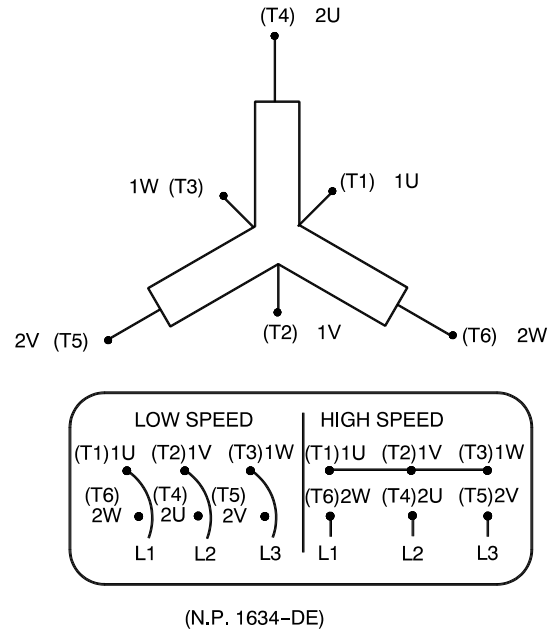 (T4) 2U
1W (T3)
(T1) 1U
2V (T5)
(T2) 1V
(T6) 2W
LOW SPEED
(T1)1U (T2)1V (T3)1W
(T6) (T4) (T5)
2W 2U 2V
L1 L2 L3
HIGH SPEED
(T1)1U (T2)1V (T3)1W
(T6)2W (T4)2U (T5)2V
L1 L2 L3
(N.P. 1634-DE)